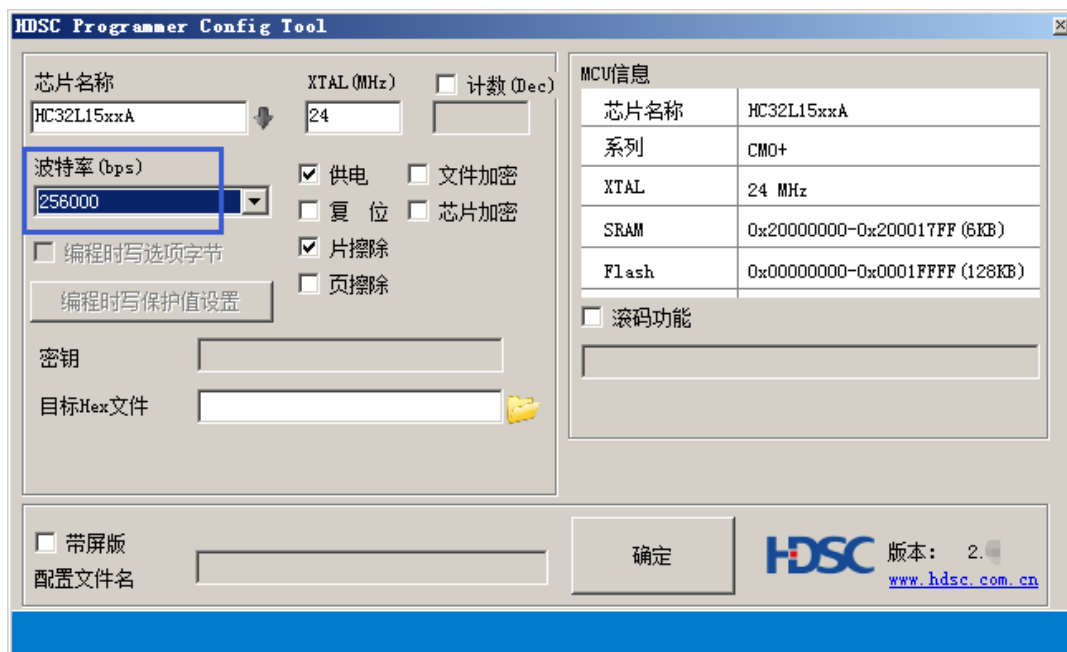 HDSC Programmer Config Tool
芯片名称
XTAL(MHz)
计数(Dec)
HC32L15xxA
24
波特率(bps)
256000
供电
文件加密
复 位
芯片加密
编程时写选项字节
片擦除
编程时写保护值设置
页擦除
密钥
目标Hex文件
MCU信息
芯片名称 HC32L15xxA
系列 CM0+
XTAL 24 MHz
SRAM 0x20000000-0x200017FF(6KB)
Flash 0x00000000-0x0001FFFF(128KB)
滚码功能
带屏版
配置文件名
确定
HDSC
版本: 2.
www.hdsc.com.cn